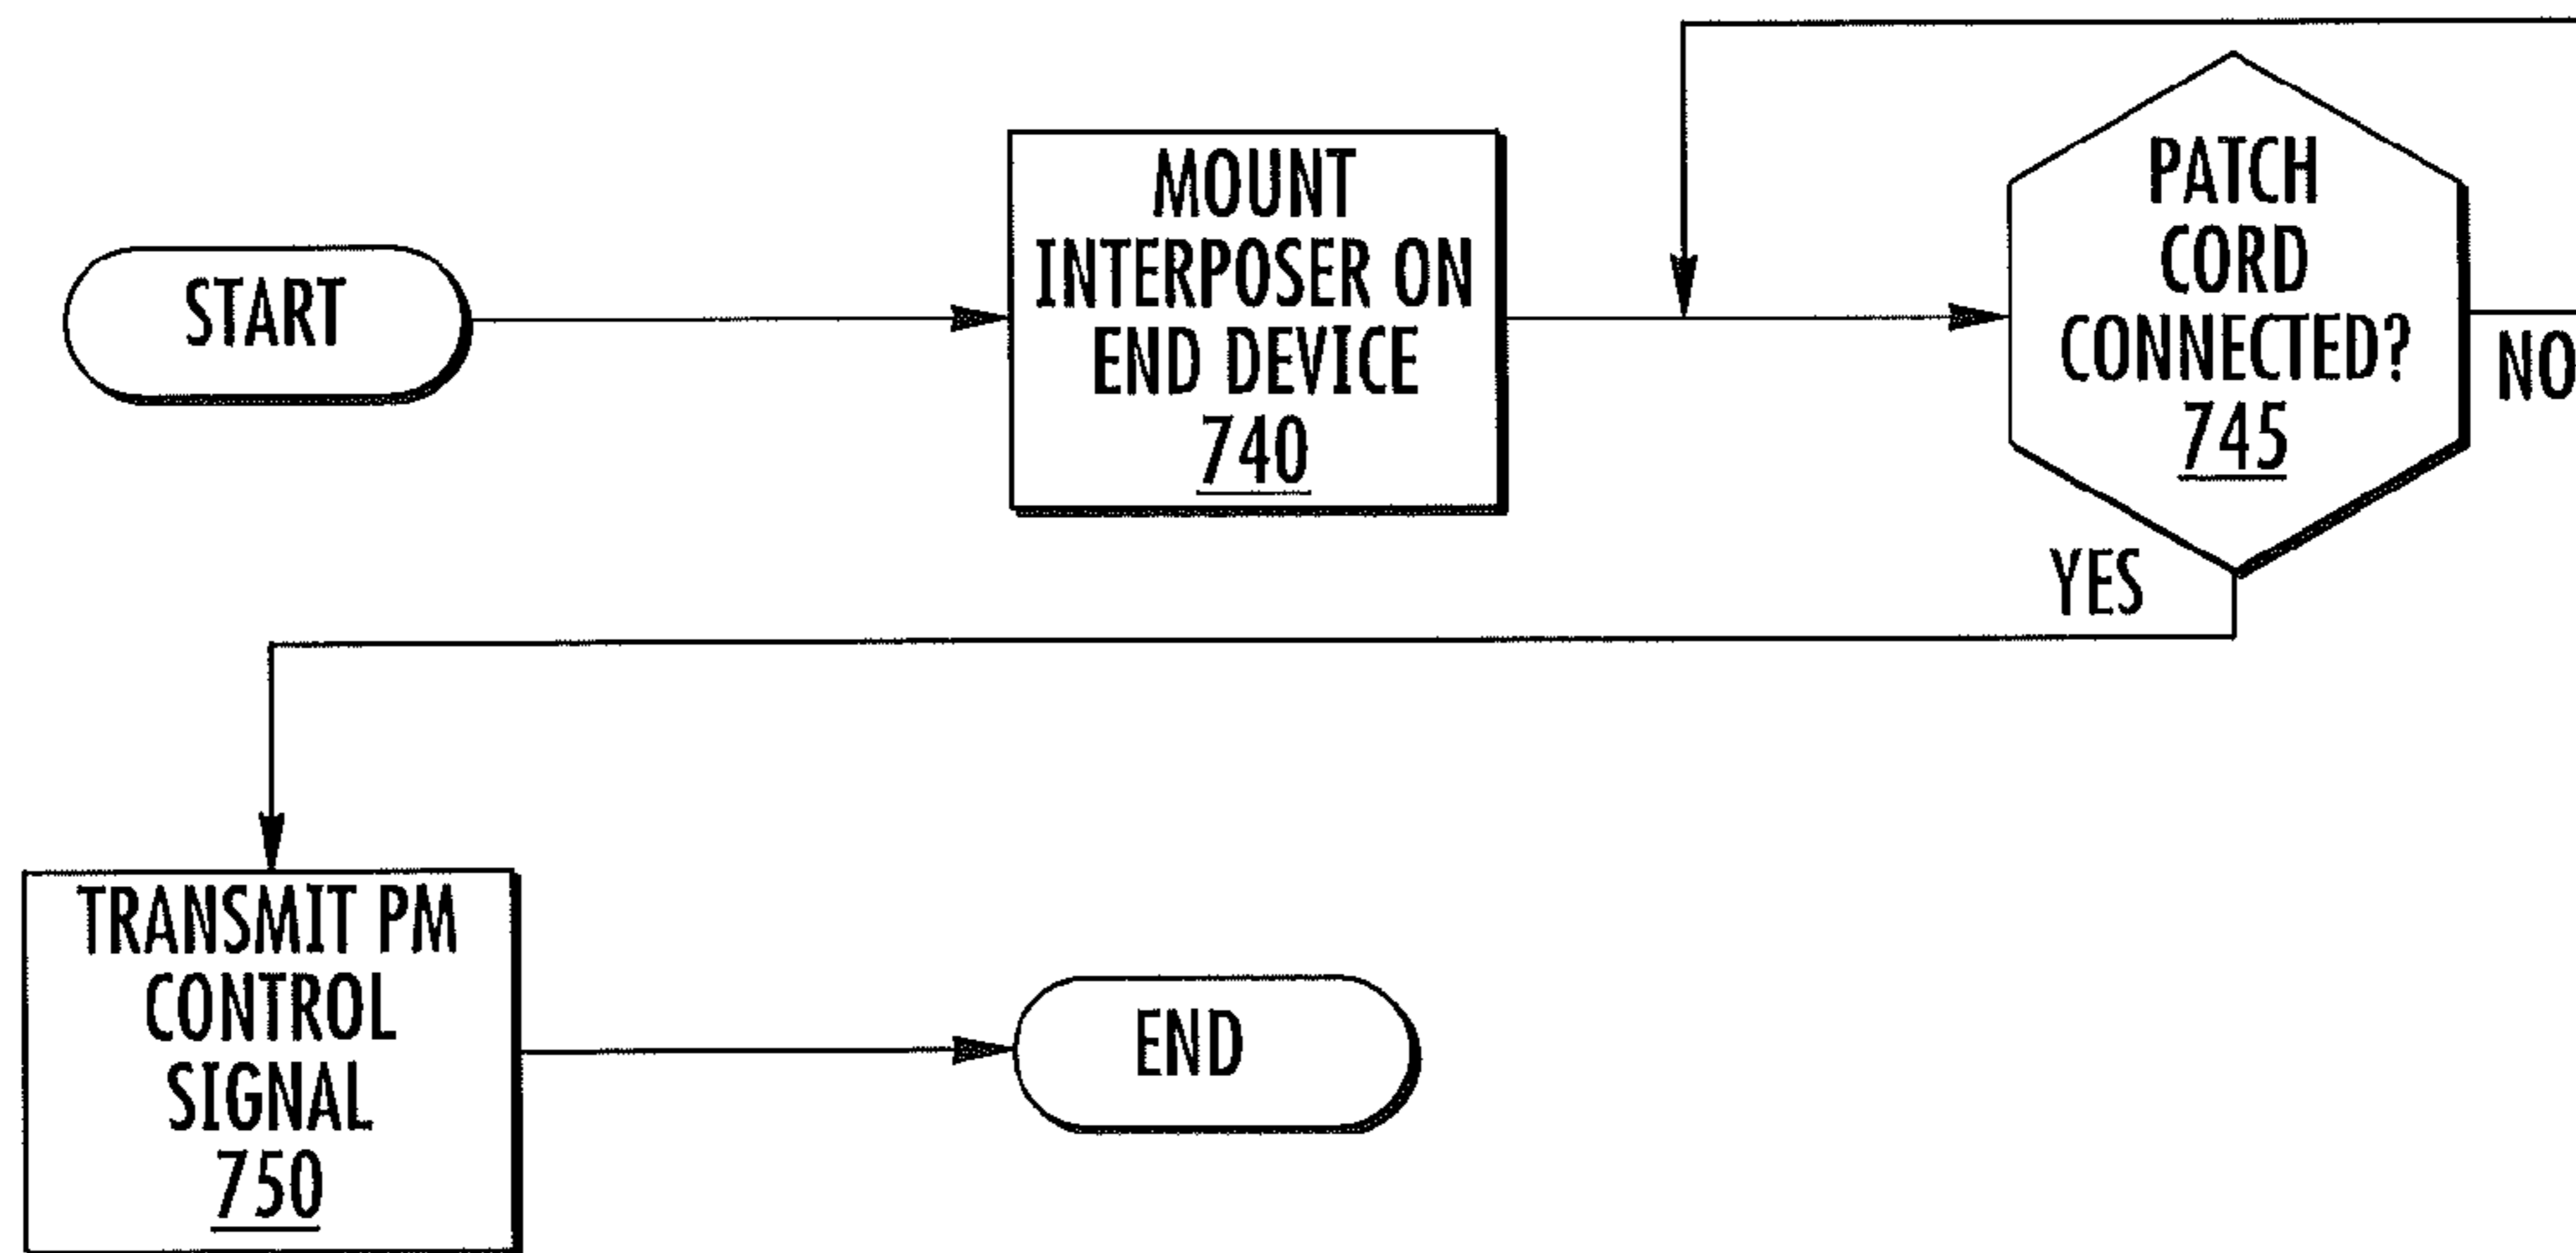 START
MOUNT
INTERPOSER ON
END DEVICE
740
PATCH
CORD
CONNECTED?
745
NO
YES
TRANSMIT PM
CONTROL
SIGNAL
750
END